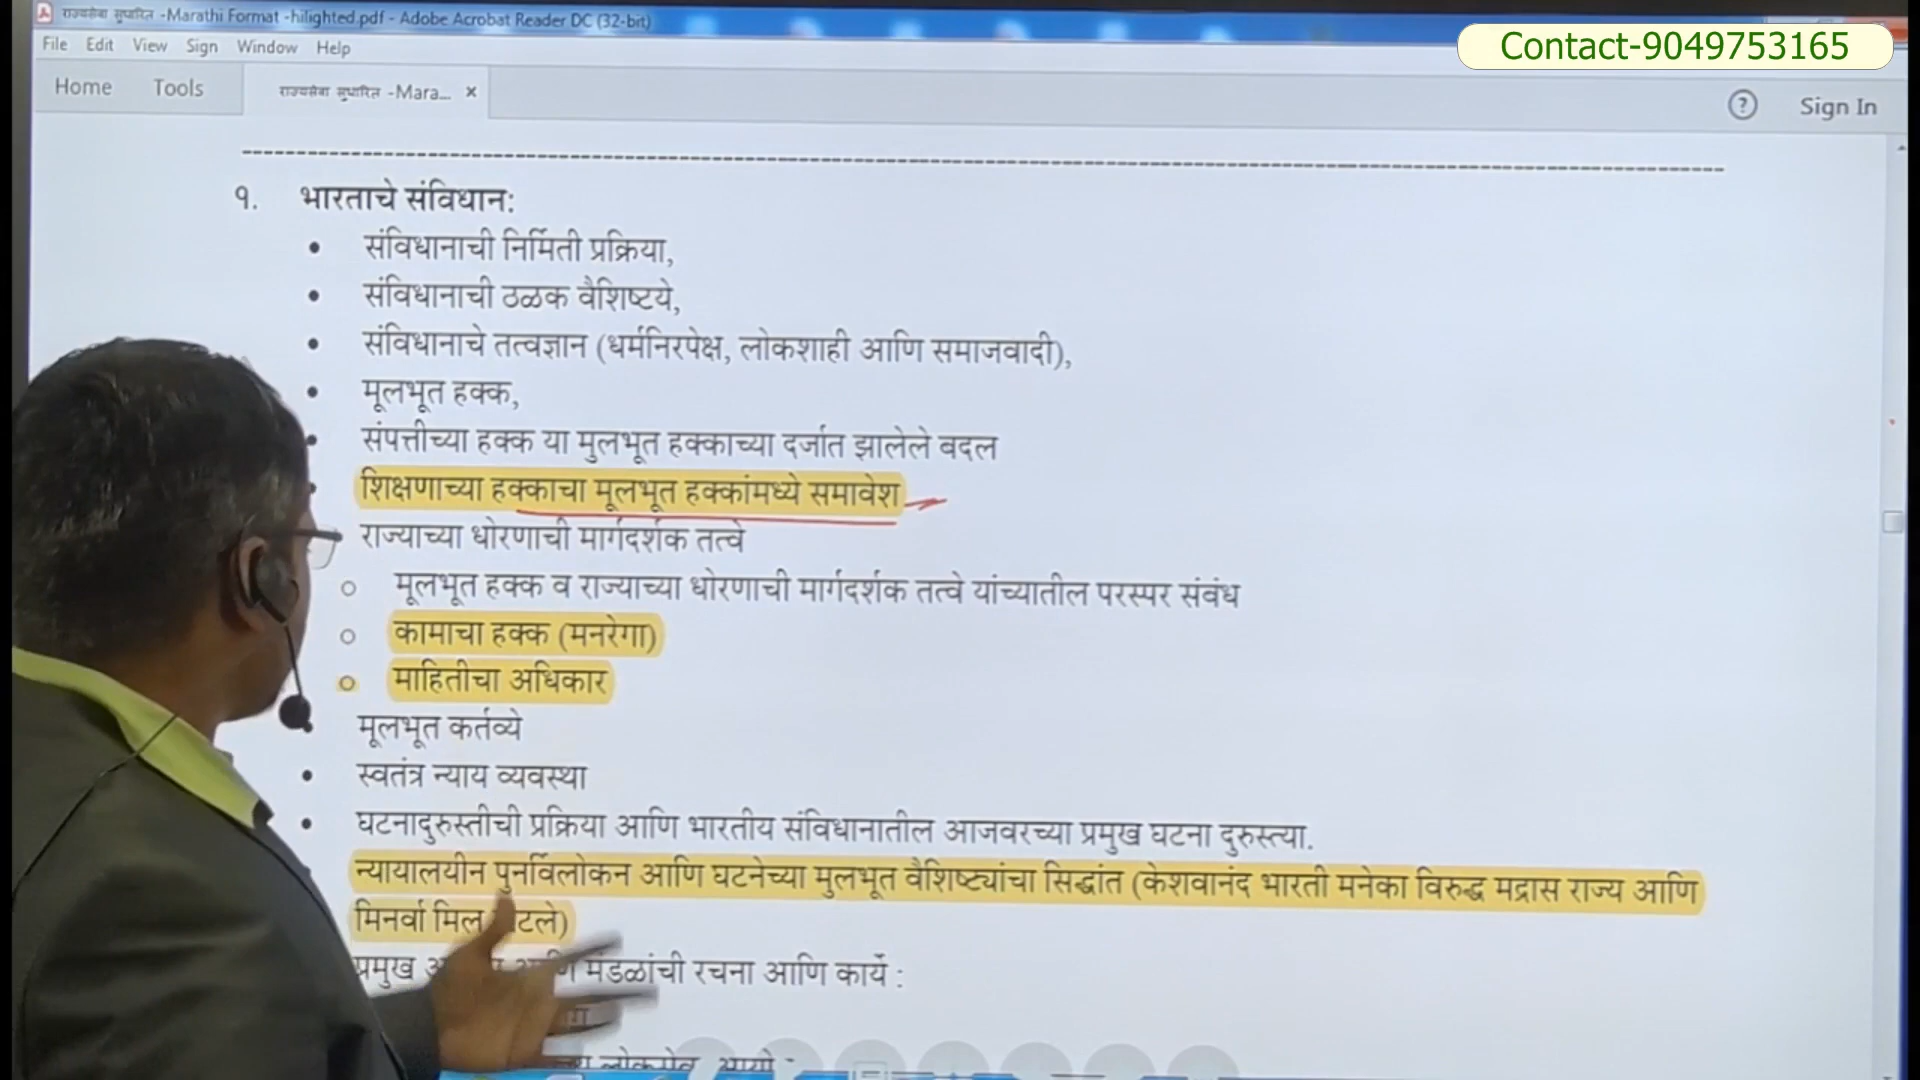 राज्यसेवा सुधारित -Marathi Format -hilighted.pdf - Adobe Acrobat Reader DC (32-bit)
Contact-9049753165
File Edit View Sign Window Help
Home Tools राज्यसेवा सुधारित -Mara... × ? Sign In
१. भारताचे संविधान:
• संविधानाची निर्मिती प्रक्रिया,
• संविधानाची ठळक वैशिष्टये,
• संविधानाचे तत्वज्ञान (धर्मनिरपेक्ष, लोकशाही आणि समाजवादी),
• मूलभूत हक्क,
• संपत्तीच्या हक्क या मुलभूत हक्काच्या दर्जात झालेले बदल
• शिक्षणाच्या हक्काचा मूलभूत हक्कांमध्ये समावेश
राज्याच्या धोरणाची मार्गदर्शक तत्वे
○ मूलभूत हक्क व राज्याच्या धोरणाची मार्गदर्शक तत्वे यांच्यातील परस्पर संबंध
○ कामाचा हक्क (मनरेगा)
○ माहितीचा अधिकार
• मूलभूत कर्तव्ये
• स्वतंत्र न्याय व्यवस्था
• घटनादुरुस्तीची प्रक्रिया आणि भारतीय संविधानातील आजवरच्या प्रमुख घटना दुरुस्त्या.
न्यायालयीन पुर्नविलोकन आणि घटनेच्या मुलभूत वैशिष्ट्यांचा सिद्धांत (केशवानंद भारती मनेका विरुद्ध मद्रास राज्य आणि
मिनर्वा मिल
प्रमुख मंडळांची रचना आणि कार्ये :